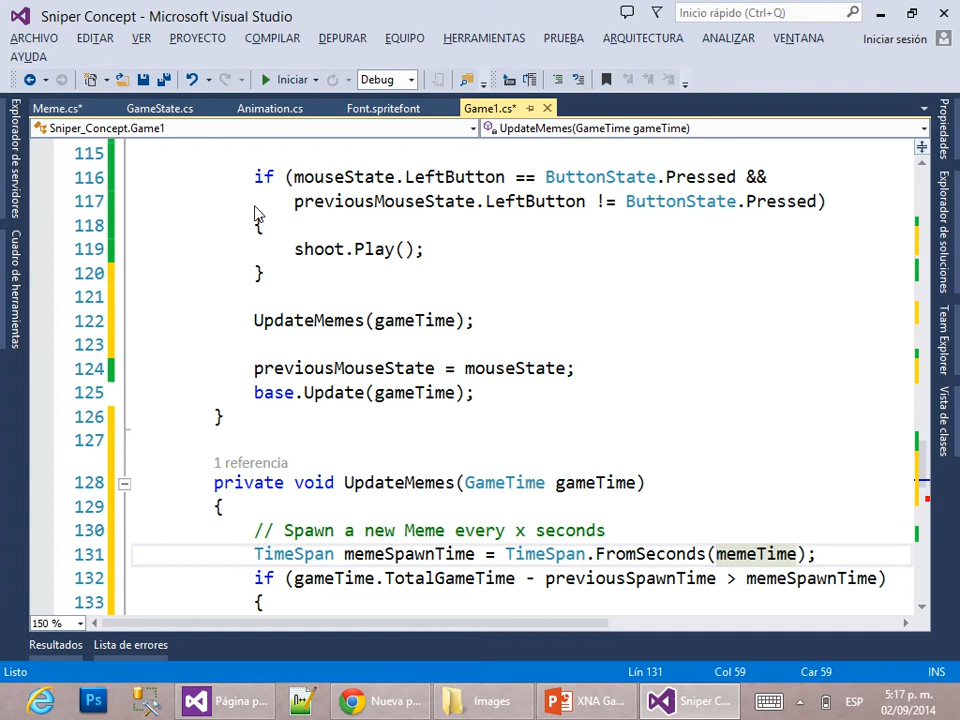 Sniper Concept - Microsoft Visual Studio
Inicio rápido (Ctrl+Q)
ARCHIVO EDITAR VER PROYECTO COMPILAR DEPURAR EQUIPO HERRAMIENTAS PRUEBA ARQUITECTURA ANALIZAR VENTANA
Iniciar sesión
AYUDA
Iniciar Debug
Meme.cs* GameState.cs Animation.cs Font.spritefont Game1.cs*
Sniper_Concept.Game1 UpdateMemes(GameTime gameTime)
Explorador de servidores
Cuadro de herramientas
115
116 if (mouseState.LeftButton == ButtonState.Pressed &&
117 previousMouseState.LeftButton != ButtonState.Pressed)
118 {
119 shoot.Play();
120 }
121
122 UpdateMemes(gameTime);
123
124 previousMouseState = mouseState;
125 base.Update(gameTime);
126 }
127
1 referencia
128 private void UpdateMemes(GameTime gameTime)
129 {
130 // Spawn a new Meme every x seconds
131 TimeSpan memeSpawnTime = TimeSpan.FromSeconds(memeTime);
132 if (gameTime.TotalGameTime - previousSpawnTime > memeSpawnTime)
133 {
Propiedades
Explorador de soluciones
Team Explorer
Vista de clases
150 %
Resultados Lista de errores
Listo Lín 131 Col 59 Car 59 INS
Página p...
Nueva p...
Images
XNA Ga...
Sniper C...
ESP
5:17 p. m.
02/09/2014